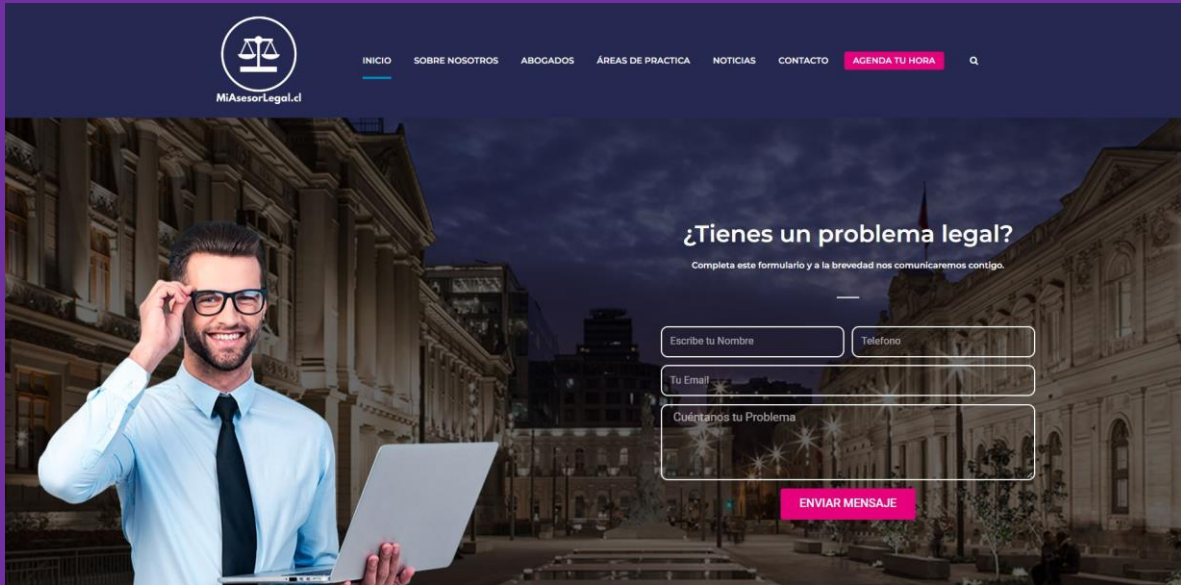 MiAsesorLegal.cl
INICIO SOBRE NOSOTROS ABOGADOS ÁREAS DE PRACTICA NOTICIAS CONTACTO AGENDA TU HORA
¿Tienes un problema legal?
Completa este formulario y a la brevedad nos comunicaremos contigo.
Escribe tu Nombre Telefono
Tu Email
Cuéntanos tu Problema
ENVIAR MENSAJE